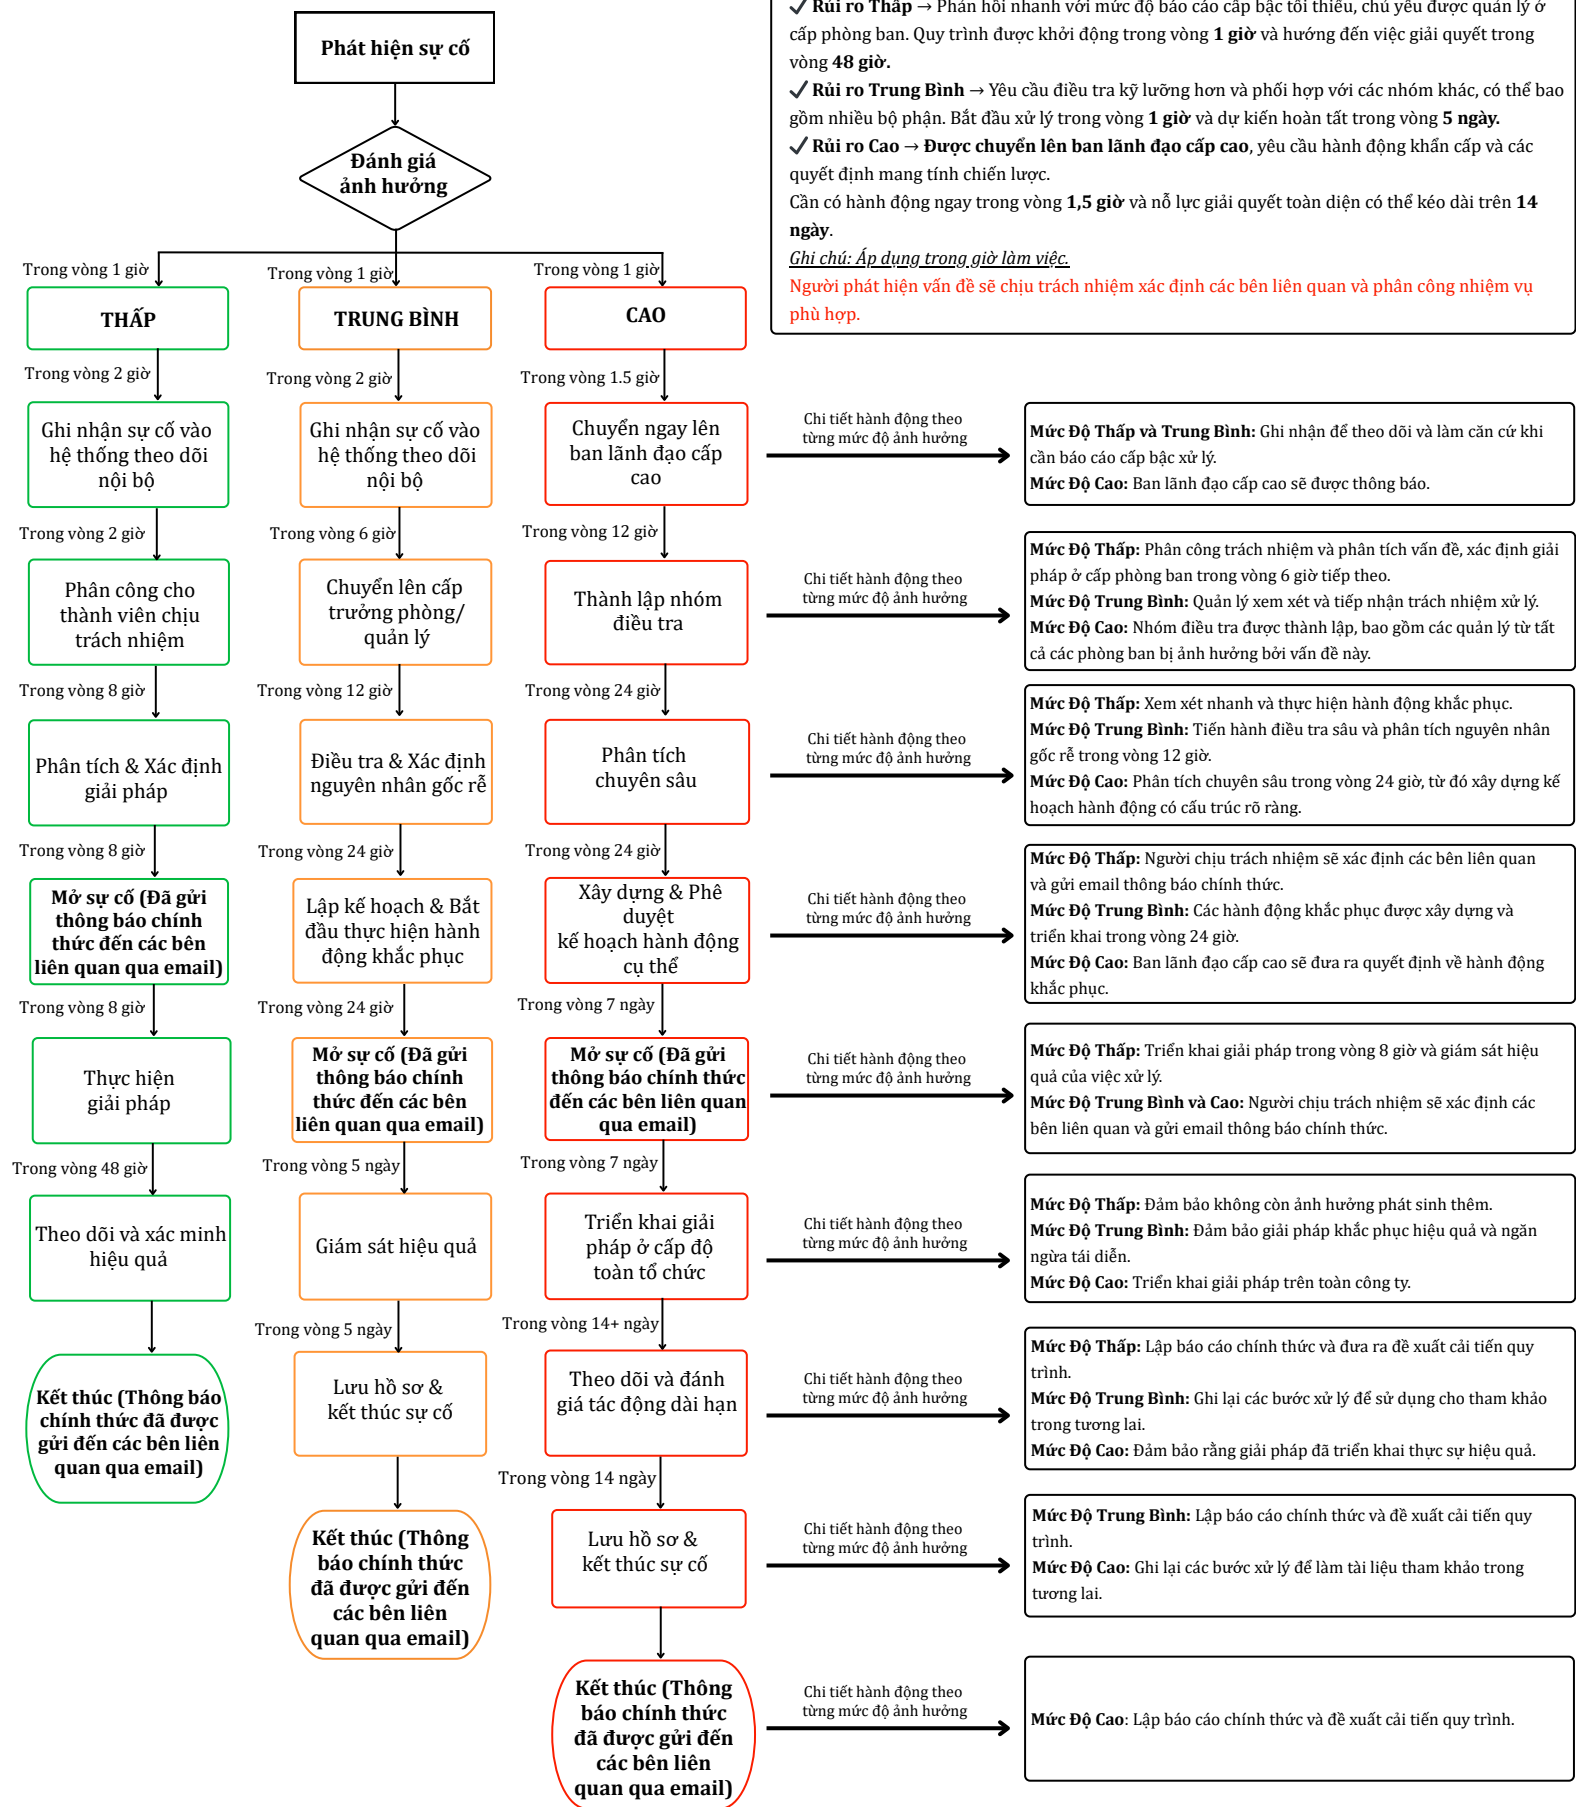 Phát hiện sự cố
Đánh giá
ảnh hưởng
✓ Rủi ro Thấp → Phản hồi nhanh với mức độ báo cáo cấp bậc tối thiểu, chủ yếu được quản lý ở
cấp phòng ban. Quy trình được khởi động trong vòng 1 giờ và hướng đến việc giải quyết trong
vòng 48 giờ.
✓ Rủi ro Trung Bình → Yêu cầu điều tra kỹ lưỡng hơn và phối hợp với các nhóm khác, có thể bao
gồm nhiều bộ phận. Bắt đầu xử lý trong vòng 1 giờ và dự kiến hoàn tất trong vòng 5 ngày.
✓ Rủi ro Cao → Được chuyển lên ban lãnh đạo cấp cao, yêu cầu hành động khẩn cấp và các
quyết định mang tính chiến lược.
Cần có hành động ngay trong vòng 1,5 giờ và nỗ lực giải quyết toàn diện có thể kéo dài trên 14
ngày.
Ghi chú: Áp dụng trong giờ làm việc.
Người phát hiện vấn đề sẽ chịu trách nhiệm xác định các bên liên quan và phân công nhiệm vụ
phù hợp.
Trong vòng 1 giờ
THẤP
Trong vòng 2 giờ
Ghi nhận sự cố vào
hệ thống theo dõi
nội bộ
Trong vòng 2 giờ
Phân công cho
thành viên chịu
trách nhiệm
Trong vòng 8 giờ
Phân tích & Xác định
giải pháp
Trong vòng 8 giờ
Mở sự cố (Đã gửi
thông báo chính
thức đến các bên
liên quan qua email)
Trong vòng 8 giờ
Thực hiện
giải pháp
Trong vòng 48 giờ
Theo dõi và xác minh
hiệu quả
Kết thúc (Thông báo
chính thức đã được
gửi đến các bên liên
quan qua email)
Trong vòng 1 giờ
TRUNG BÌNH
Trong vòng 2 giờ
Ghi nhận sự cố vào
hệ thống theo dõi
nội bộ
Trong vòng 6 giờ
Chuyển lên cấp
trưởng phòng/
quản lý
Trong vòng 12 giờ
Điều tra & Xác định
nguyên nhân gốc rễ
Trong vòng 24 giờ
Lập kế hoạch & Bắt
đầu thực hiện hành
động khắc phục
Trong vòng 24 giờ
Mở sự cố (Đã gửi
thông báo chính
thức đến các bên
liên quan qua email)
Trong vòng 5 ngày
Giám sát hiệu quả
Trong vòng 5 ngày
Lưu hồ sơ &
kết thúc sự cố
Kết thúc (Thông
báo chính thức
đã được gửi đến
các bên liên
quan qua email)
Trong vòng 1 giờ
CAO
Trong vòng 1.5 giờ
Chuyển ngay lên
ban lãnh đạo cấp
cao
Trong vòng 12 giờ
Thành lập nhóm
điều tra
Trong vòng 24 giờ
Phân tích
chuyên sâu
Trong vòng 24 giờ
Xây dựng & Phê
duyệt
kế hoạch hành động
cụ thể
Trong vòng 7 ngày
Mở sự cố (Đã gửi
thông báo chính thức
đến các bên liên quan
qua email)
Trong vòng 7 ngày
Triển khai giải
pháp ở cấp độ
toàn tổ chức
Trong vòng 14+ ngày
Theo dõi và đánh
giá tác động dài hạn
Trong vòng 14 ngày
Lưu hồ sơ &
kết thúc sự cố
Kết thúc (Thông
báo chính thức
đã được gửi đến
các bên liên
quan qua email)
Chi tiết hành động theo
từng mức độ ảnh hưởng
Mức Độ Thấp và Trung Bình: Ghi nhận để theo dõi và làm căn cứ khi
cần báo cáo cấp bậc xử lý.
Mức Độ Cao: Ban lãnh đạo cấp cao sẽ được thông báo.
Chi tiết hành động theo
từng mức độ ảnh hưởng
Mức Độ Thấp: Phân công trách nhiệm và phân tích vấn đề, xác định giải
pháp ở cấp phòng ban trong vòng 6 giờ tiếp theo.
Mức Độ Trung Bình: Quản lý xem xét và tiếp nhận trách nhiệm xử lý.
Mức Độ Cao: Nhóm điều tra được thành lập, bao gồm các quản lý từ tất
cả các phòng ban bị ảnh hưởng bởi vấn đề này.
Chi tiết hành động theo
từng mức độ ảnh hưởng
Mức Độ Thấp: Xem xét nhanh và thực hiện hành động khắc phục.
Mức Độ Trung Bình: Tiến hành điều tra sâu và phân tích nguyên nhân
gốc rễ trong vòng 12 giờ.
Mức Độ Cao: Phân tích chuyên sâu trong vòng 24 giờ, từ đó xây dựng kế
hoạch hành động có cấu trúc rõ ràng.
Chi tiết hành động theo
từng mức độ ảnh hưởng
Mức Độ Thấp: Người chịu trách nhiệm sẽ xác định các bên liên quan
và gửi email thông báo chính thức.
Mức Độ Trung Bình: Các hành động khắc phục được xây dựng và
triển khai trong vòng 24 giờ.
Mức Độ Cao: Ban lãnh đạo cấp cao sẽ đưa ra quyết định về hành động
khắc phục.
Chi tiết hành động theo
từng mức độ ảnh hưởng
Mức Độ Thấp: Triển khai giải pháp trong vòng 8 giờ và giám sát hiệu
quả của việc xử lý.
Mức Độ Trung Bình và Cao: Người chịu trách nhiệm sẽ xác định các
bên liên quan và gửi email thông báo chính thức.
Chi tiết hành động theo
từng mức độ ảnh hưởng
Mức Độ Thấp: Đảm bảo không còn ảnh hưởng phát sinh thêm.
Mức Độ Trung Bình: Đảm bảo giải pháp khắc phục hiệu quả và ngăn
ngừa tái diễn.
Mức Độ Cao: Triển khai giải pháp trên toàn công ty.
Chi tiết hành động theo
từng mức độ ảnh hưởng
Mức Độ Thấp: Lập báo cáo chính thức và đưa ra đề xuất cải tiến quy
trình.
Mức Độ Trung Bình: Ghi lại các bước xử lý để sử dụng cho tham khảo
trong tương lai.
Mức Độ Cao: Đảm bảo rằng giải pháp đã triển khai thực sự hiệu quả.
Chi tiết hành động theo
từng mức độ ảnh hưởng
Mức Độ Trung Bình: Lập báo cáo chính thức và đề xuất cải tiến quy
trình.
Mức Độ Cao: Ghi lại các bước xử lý để làm tài liệu tham khảo trong
tương lai.
Chi tiết hành động theo
từng mức độ ảnh hưởng
Mức Độ Cao: Lập báo cáo chính thức và đề xuất cải tiến quy trình.